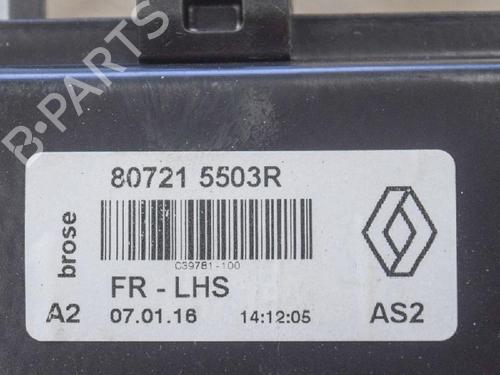 B-PARTS
80721 5503R
brose
C39781-100
FR - LHS
A2 07.01.16 14:12:05 AS2